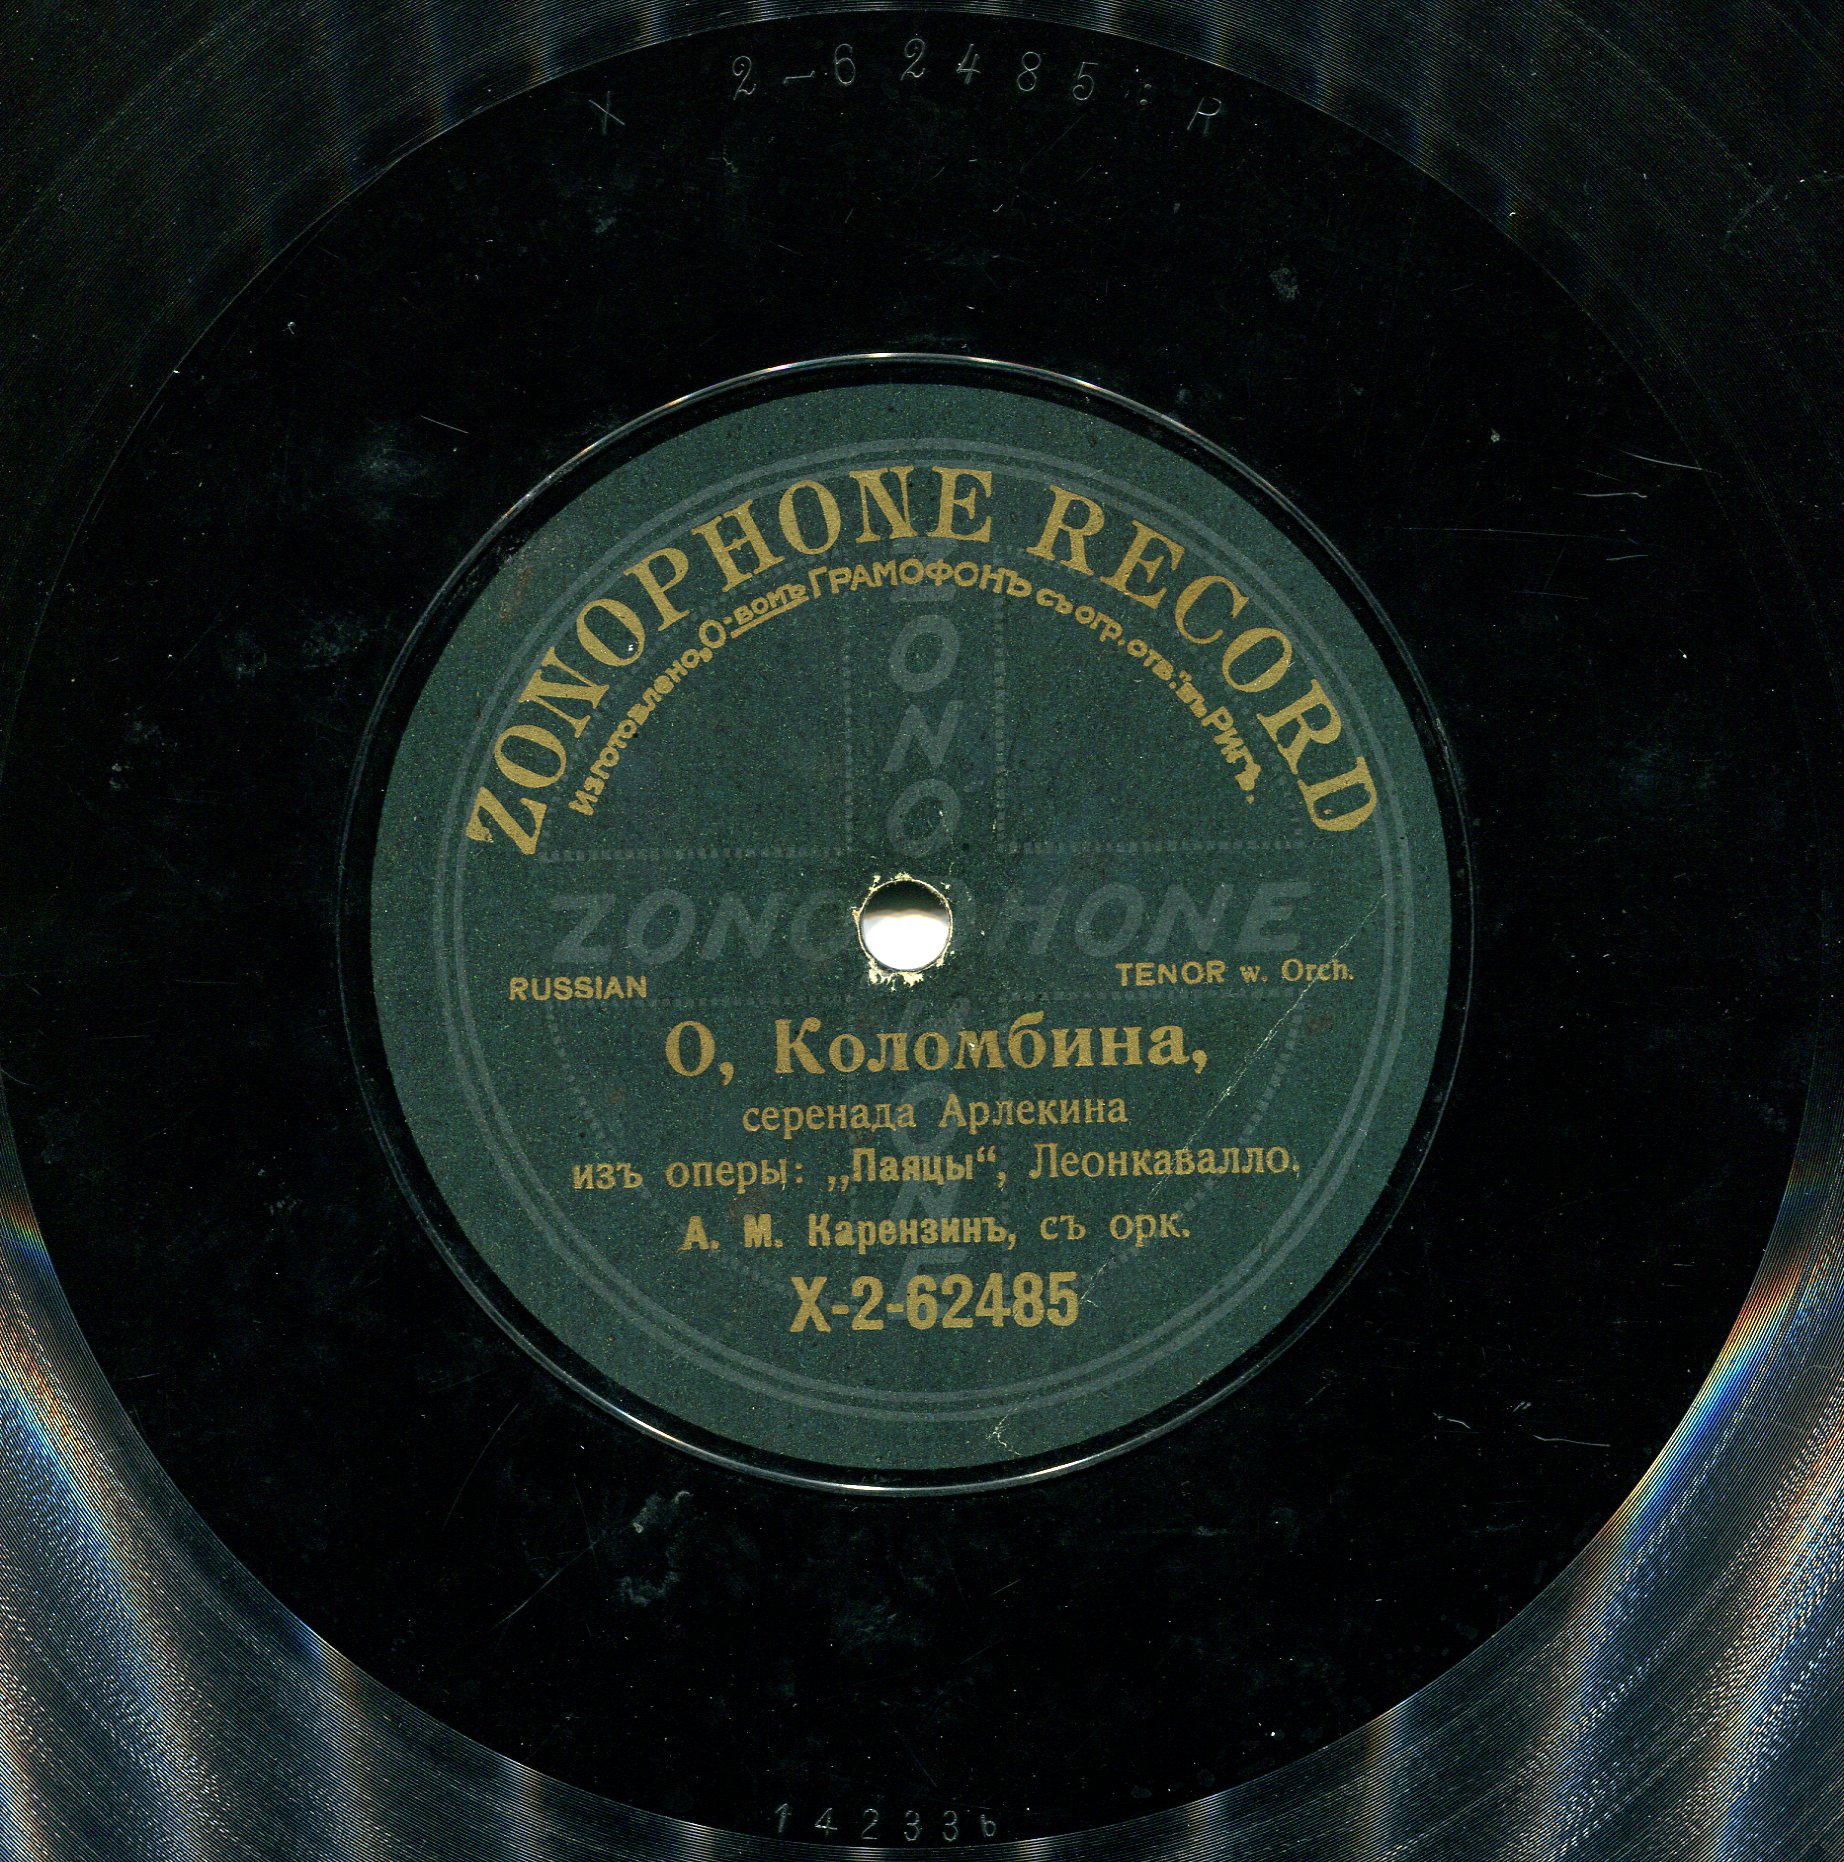 X 2-62485 R
ZONOPHONE RECORD
Изготовлено „О-вомъ ГРАМОФОНЪ съ огр. отв.“ въ Ригѣ.
ZONOPHONE
ZONOPHONE
RUSSIAN
TENOR w. Orch.
О, Коломбина,
серенада Арлекина
изъ оперы: „Паяцы“, Леонкавалло.
А. М. Карензинъ, съ орк.
X-2-62485
14233b